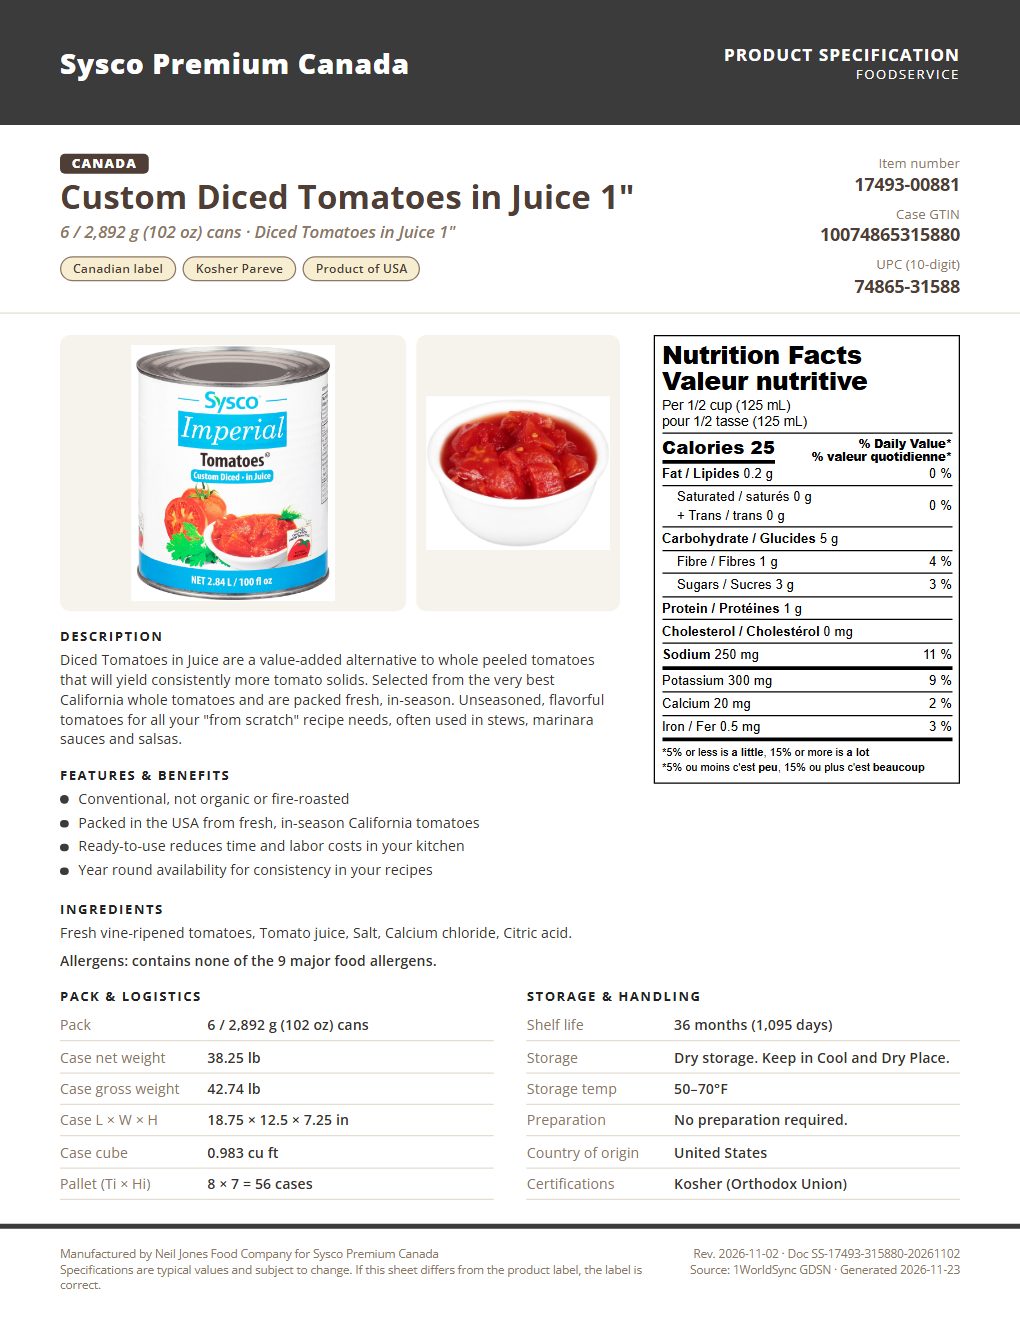 Sysco Premium Canada
PRODUCT SPECIFICATION
FOODSERVICE
CANADA
Custom Diced Tomatoes in Juice 1"
6 / 2,892 g (102 oz) cans · Diced Tomatoes in Juice 1"
Canadian label
Kosher Pareve
Product of USA
Item number
17493-00881
Case GTIN
10074865315880
UPC (10-digit)
74865-31588
Sysco
Imperial
Tomatoes®
Custom Diced · in Juice
NET 2.84 L / 100 fl oz
Nutrition Facts
Valeur nutritive
Per 1/2 cup (125 mL)
pour 1/2 tasse (125 mL)
Calories 25
% Daily Value*
% valeur quotidienne*
Fat / Lipides 0.2 g 0 %
Saturated / saturés 0 g
+ Trans / trans 0 g
0 %
Carbohydrate / Glucides 5 g
Fibre / Fibres 1 g 4 %
Sugars / Sucres 3 g 3 %
Protein / Protéines 1 g
Cholesterol / Cholestérol 0 mg
Sodium 250 mg 11 %
Potassium 300 mg 9 %
Calcium 20 mg 2 %
Iron / Fer 0.5 mg 3 %
*5% or less is a little, 15% or more is a lot
*5% ou moins c'est peu, 15% ou plus c'est beaucoup
DESCRIPTION
Diced Tomatoes in Juice are a value-added alternative to whole peeled tomatoes
that will yield consistently more tomato solids. Selected from the very best
California whole tomatoes and are packed fresh, in-season. Unseasoned, flavorful
tomatoes for all your "from scratch" recipe needs, often used in stews, marinara
sauces and salsas.
FEATURES & BENEFITS
Conventional, not organic or fire-roasted
Packed in the USA from fresh, in-season California tomatoes
Ready-to-use reduces time and labor costs in your kitchen
Year round availability for consistency in your recipes
INGREDIENTS
Fresh vine-ripened tomatoes, Tomato juice, Salt, Calcium chloride, Citric acid.
Allergens: contains none of the 9 major food allergens.
PACK & LOGISTICS
Pack 6 / 2,892 g (102 oz) cans
Case net weight 38.25 lb
Case gross weight 42.74 lb
Case L × W × H 18.75 × 12.5 × 7.25 in
Case cube 0.983 cu ft
Pallet (Ti × Hi) 8 × 7 = 56 cases
STORAGE & HANDLING
Shelf life 36 months (1,095 days)
Storage Dry storage. Keep in Cool and Dry Place.
Storage temp 50–70°F
Preparation No preparation required.
Country of origin United States
Certifications Kosher (Orthodox Union)
Manufactured by Neil Jones Food Company for Sysco Premium Canada
Specifications are typical values and subject to change. If this sheet differs from the product label, the label is
correct.
Rev. 2026-11-02 · Doc SS-17493-315880-20261102
Source: 1WorldSync GDSN · Generated 2026-11-23